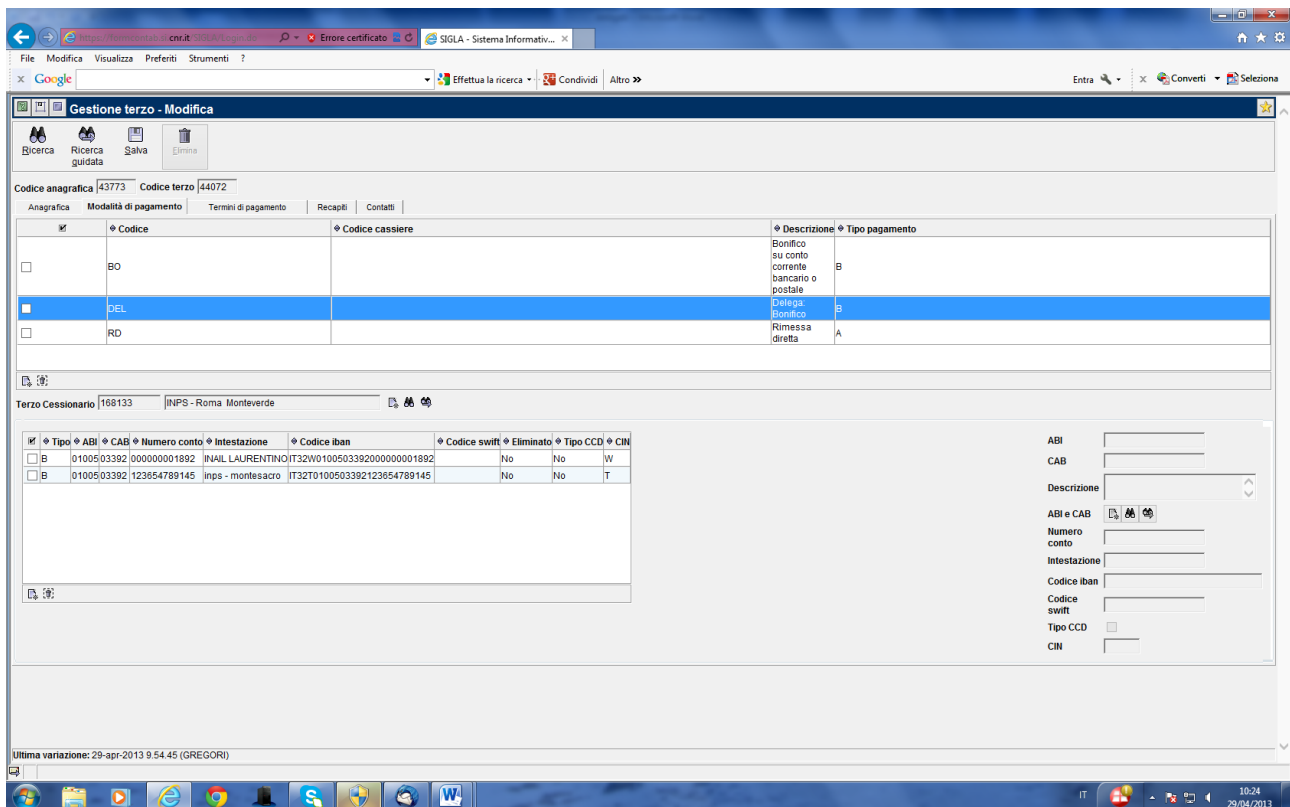 cnr.it
Errore certificato
SIGLA - Sistema Informativ... ×
File Modifica Visualizza Preferiti Strumenti ?
x Google Effettua la ricerca Condividi Altro »
Entra x Converti Seleziona
Gestione terzo - Modifica
Ricerca Ricerca guidata Salva Elimina
Codice anagrafica 43773 Codice terzo 44072
Anagrafica Modalità di pagamento Termini di pagamento Recapiti Contatti
Codice Codice cassiere Descrizione Tipo pagamento
BO Bonifico su conto corrente bancario o postale B
DEL Delega: Bonifico B
RD Rimessa diretta A
Terzo Cessionario 168133 INPS - Roma Monteverde
Tipo ABI CAB Numero conto Intestazione Codice iban Codice swift Eliminato Tipo CCD CIN
B 01005 03392 000000001892 INAIL LAURENTINO IT32W0100503392000000001892 No No W
B 01005 03392 123654789145 inps - montesacro IT32T0100503392123654789145 No No T
ABI
CAB
Descrizione
ABI e CAB
Numero conto
Intestazione
Codice iban
Codice swift
Tipo CCD
CIN
Ultima variazione: 29-apr-2013 9.54.45 (GREGORI)
IT
10:24
29/04/2013